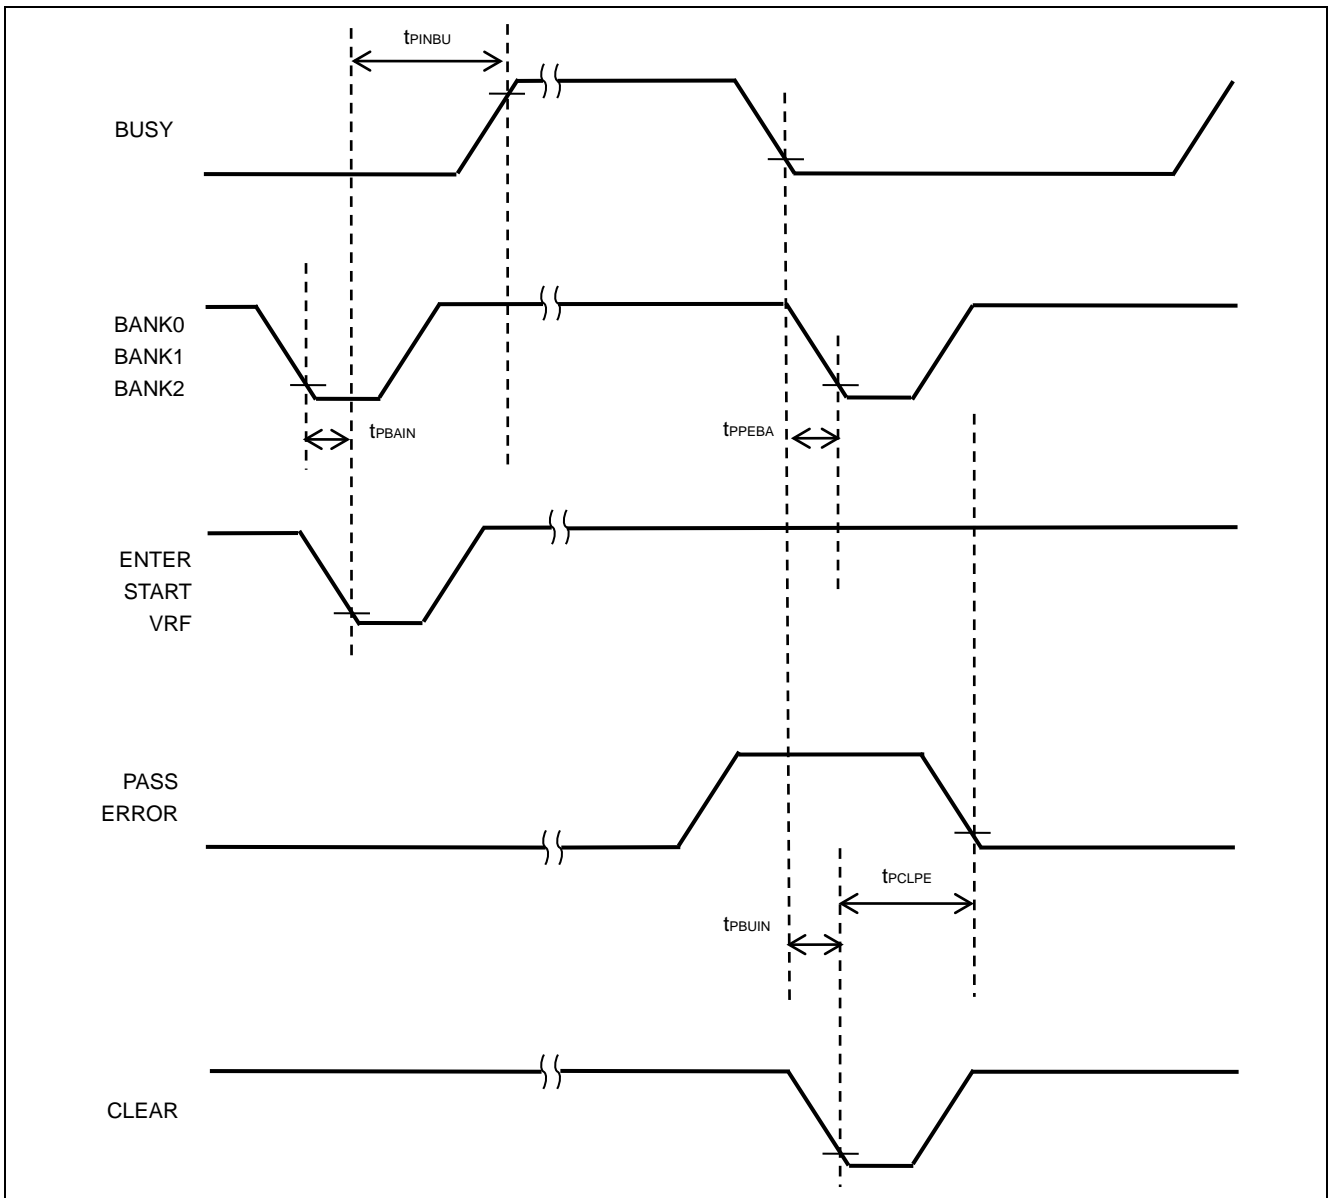 tPINBU
BUSY
BANK0
BANK1
BANK2
tPBAIN
tPPEBA
ENTER
START
VRF
PASS
ERROR
tPCLPE
tPBUIN
CLEAR